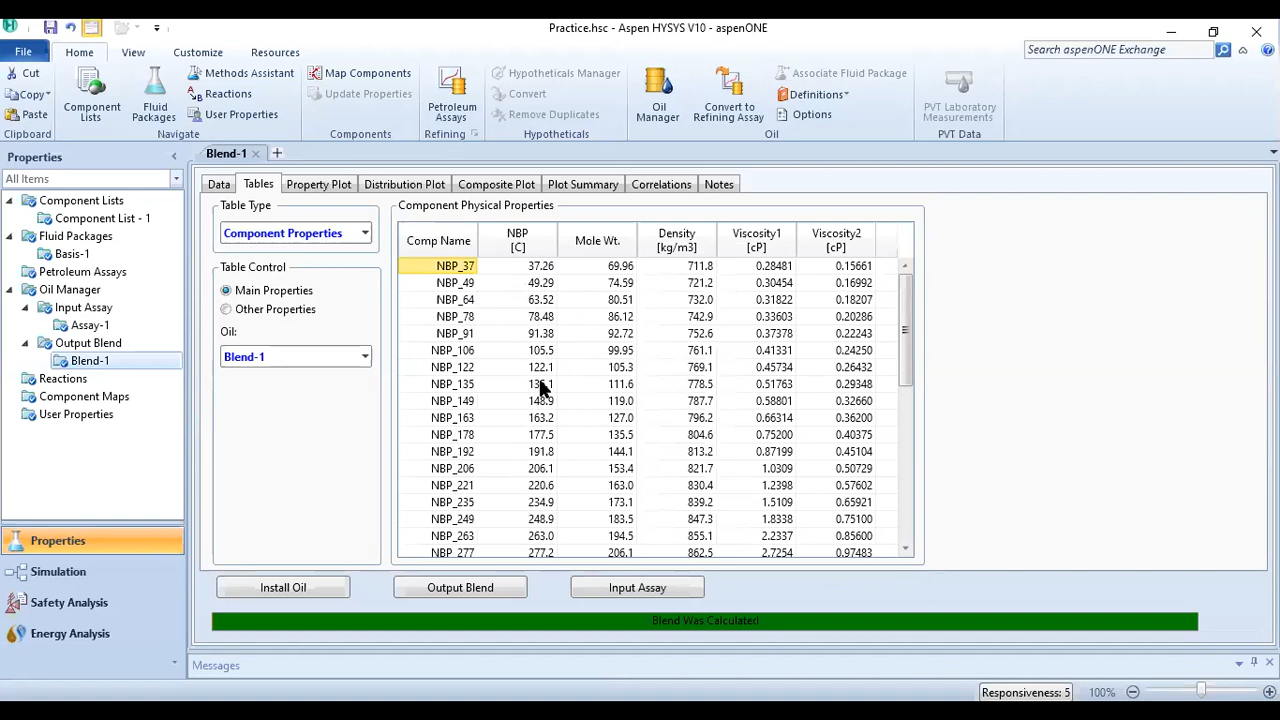 Practice.hsc - Aspen HYSYS V10 - aspenONE
File Home View Customize Resources
Search aspenONE Exchange
Cut
Copy
Paste
Clipboard
Component Lists
Fluid Packages
Methods Assistant
Reactions
User Properties
Navigate
Map Components
Update Properties
Components
Petroleum Assays
Refining
Hypotheticals Manager
Convert
Remove Duplicates
Hypotheticals
Oil Manager
Convert to Refining Assay
Associate Fluid Package
Definitions
Options
Oil
PVT Laboratory Measurements
PVT Data
Properties
All Items
Component Lists
Component List - 1
Fluid Packages
Basis-1
Petroleum Assays
Oil Manager
Input Assay
Assay-1
Output Blend
Blend-1
Reactions
Component Maps
User Properties
Properties
Simulation
Safety Analysis
Energy Analysis
Blend-1
Data Tables Property Plot Distribution Plot Composite Plot Plot Summary Correlations Notes
Table Type
Component Properties
Table Control
Main Properties
Other Properties
Oil:
Blend-1
Component Physical Properties
Comp Name NBP [C] Mole Wt. Density [kg/m3] Viscosity1 [cP] Viscosity2 [cP]
NBP_37 37.26 69.96 711.8 0.28481 0.15661
NBP_49 49.29 74.59 721.2 0.30454 0.16992
NBP_64 63.52 80.51 732.0 0.31822 0.18207
NBP_78 78.48 86.12 742.9 0.33603 0.20286
NBP_91 91.38 92.72 752.6 0.37378 0.22243
NBP_106 105.5 99.95 761.1 0.41331 0.24250
NBP_122 122.1 105.3 769.1 0.45734 0.26432
NBP_135 111.6 778.5 0.51763 0.29348
NBP_149 148.9 119.0 787.7 0.58801 0.32660
NBP_163 163.2 127.0 796.2 0.66314 0.36200
NBP_178 177.5 135.5 804.6 0.75200 0.40375
NBP_192 191.8 144.1 813.2 0.87199 0.45104
NBP_206 206.1 153.4 821.7 1.0309 0.50729
NBP_221 220.6 163.0 830.4 1.2398 0.57602
NBP_235 234.9 173.1 839.2 1.5109 0.65921
NBP_249 248.9 183.5 847.3 1.8338 0.75100
NBP_263 263.0 194.5 855.1 2.2337 0.85600
NBP_277 277.2 206.1 862.5 2.7254 0.97483
Install Oil
Output Blend
Input Assay
Blend Was Calculated
Messages
Responsiveness: 5
100%